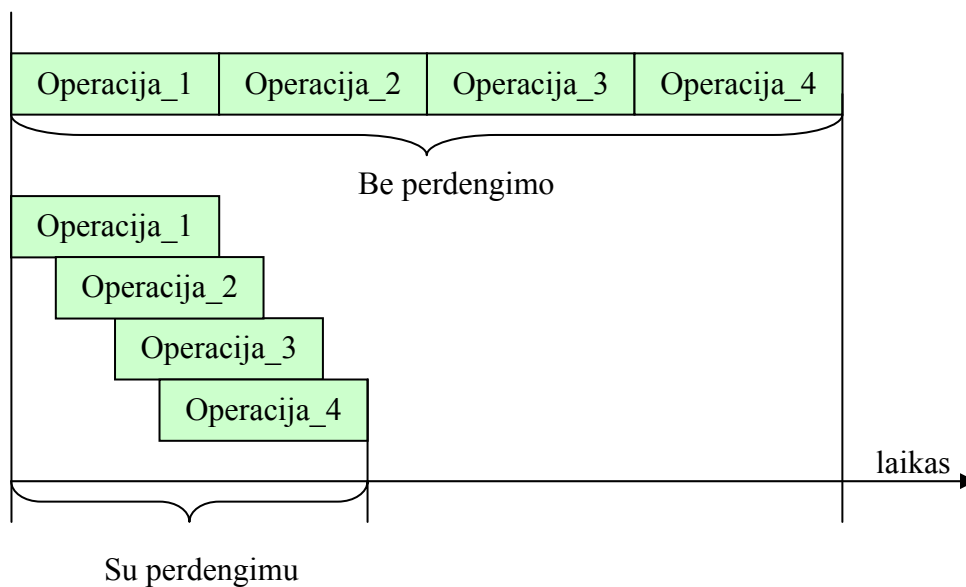 Operacija_1 Operacija_2 Operacija_3 Operacija_4
Be perdengimo
Operacija_1
Operacija_2
Operacija_3
Operacija_4
laikas
Su perdengimu